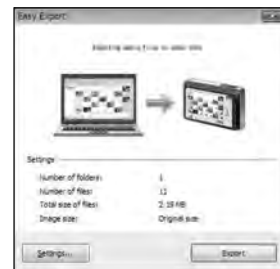 Easy Export
Settings
Number of folders: 1
Number of files: 12
Total size of files: 2.19 MB
Image size: Original size
Settings... Export